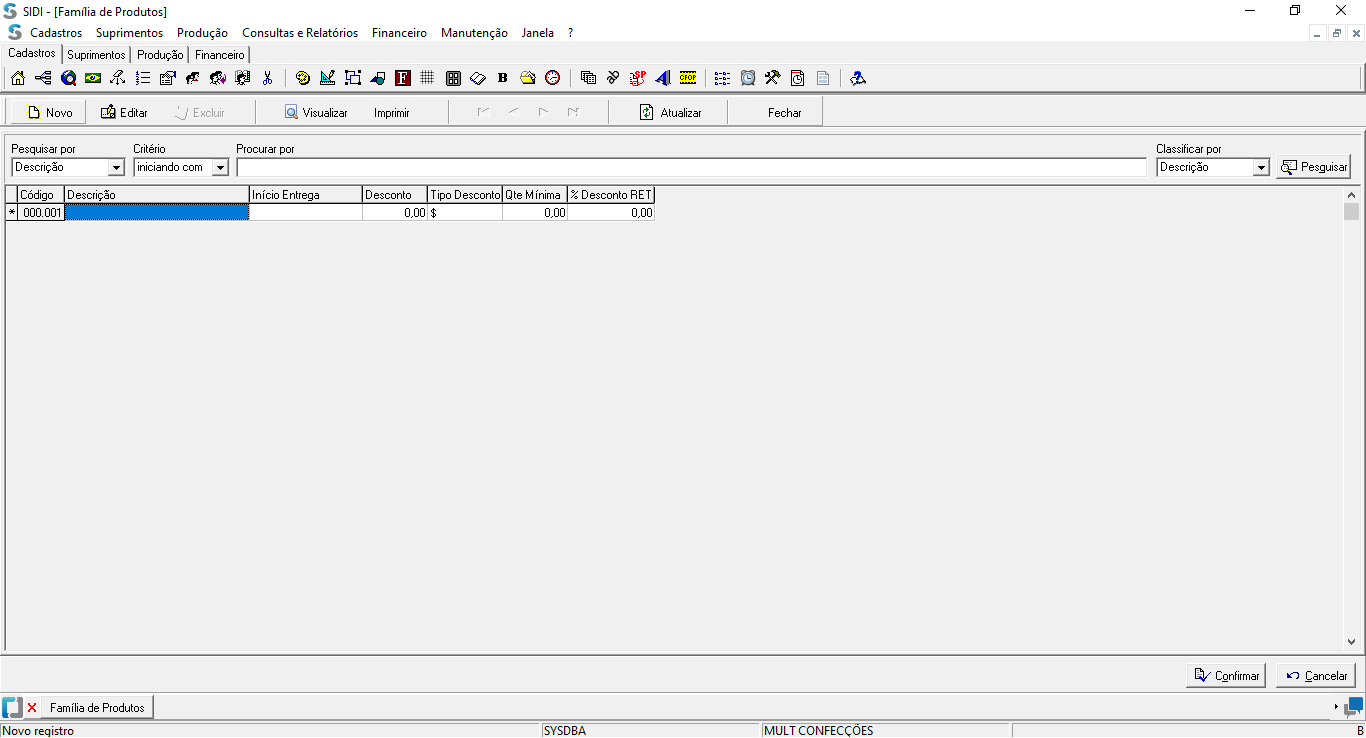 SIDI - [Família de Produtos]
Cadastros Suprimentos Produção Consultas e Relatórios Financeiro Manutenção Janela ?
Cadastros Suprimentos Produção Financeiro
F B SP CFOP
Novo Editar Excluir Visualizar Imprimir Atualizar Fechar
Pesquisar por Critério Procurar por Classificar por
Descrição iniciando com Descrição Pesquisar
Código Descrição Início Entrega Desconto Tipo Desconto Qte Mínima % Desconto RET
* 000.001 0,00 $ 0,00 0,00
Confirmar Cancelar
Família de Produtos
Novo registro SYSDBA MULT CONFECÇÕES B